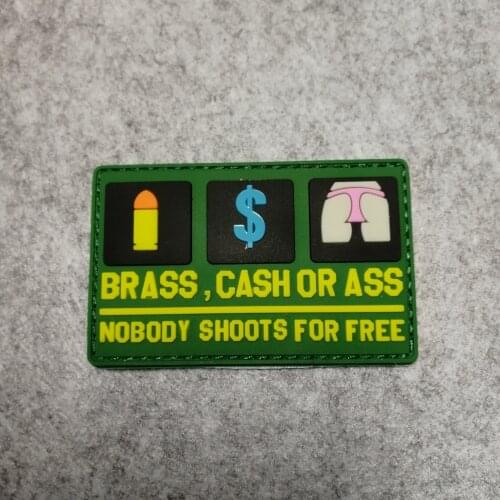 $
BRASS , CASH OR ASS
NOBODY SHOOTS FOR FREE